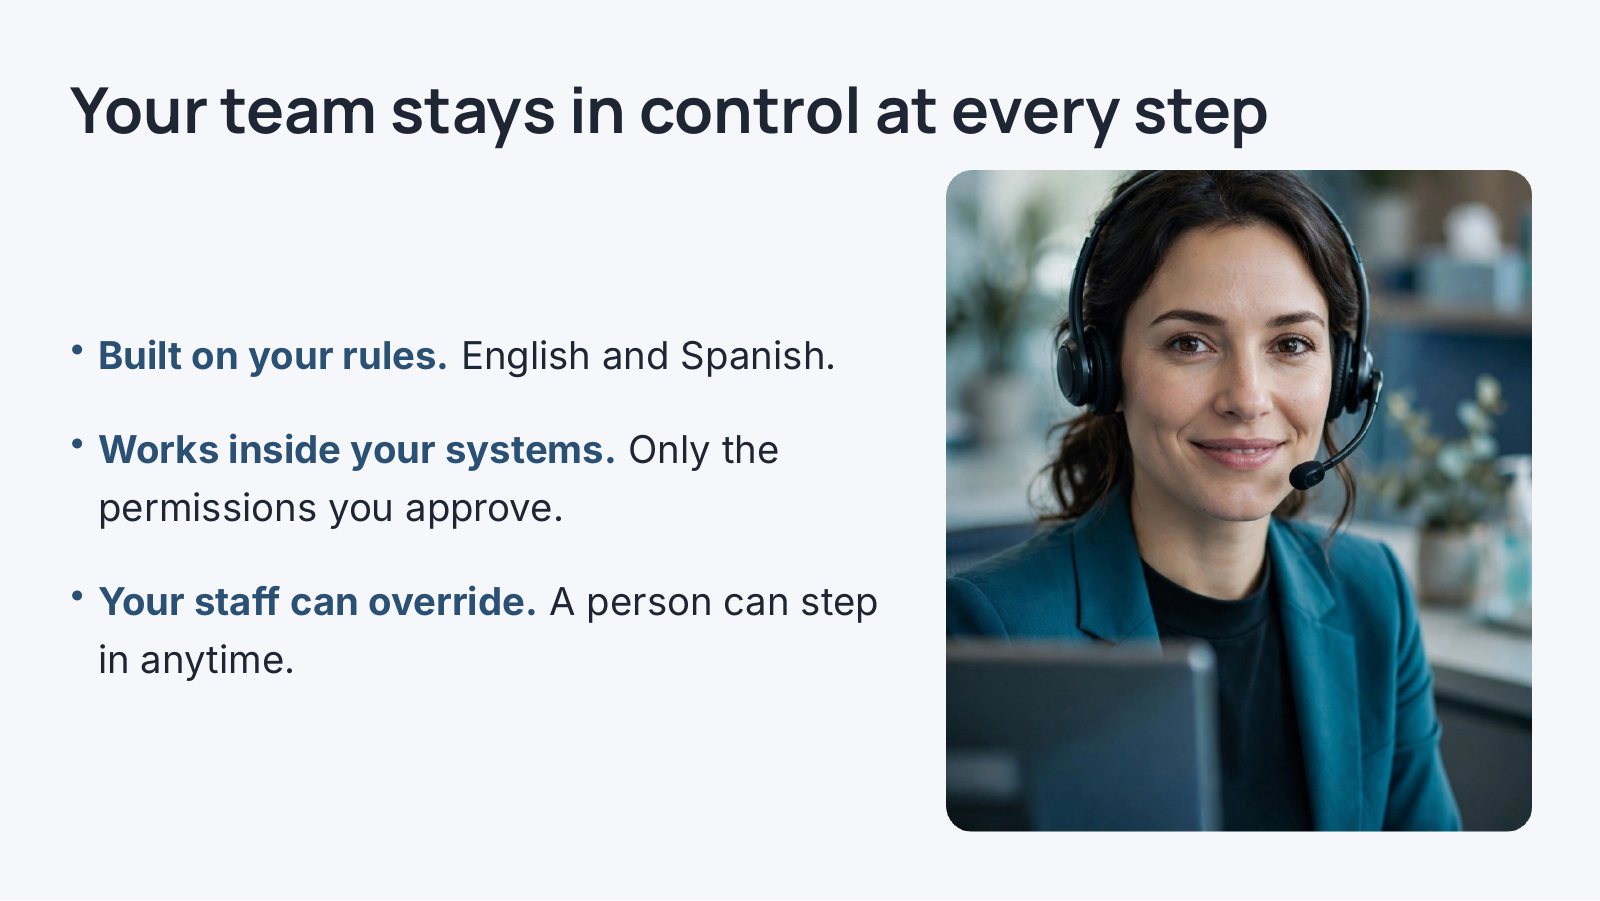 Your team stays in control at every step
• Built on your rules. English and Spanish.
• Works inside your systems. Only the
permissions you approve.
• Your staff can override. A person can step
in anytime.